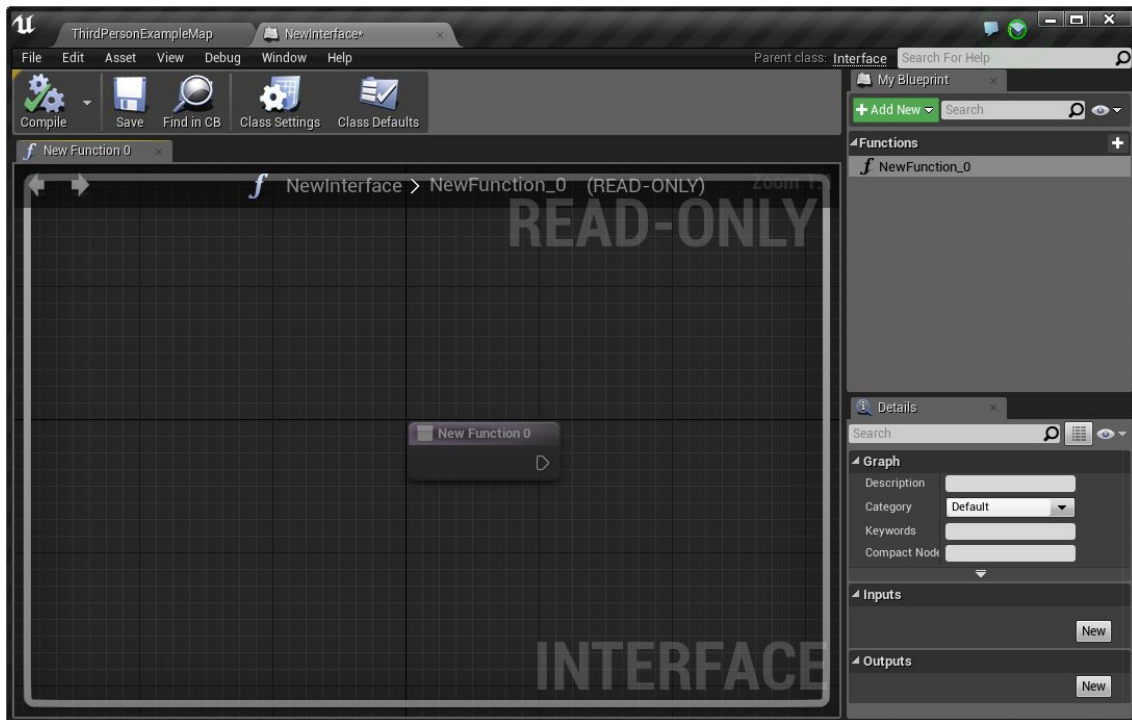 ThirdPersonExampleMap
NewInterface*
File Edit Asset View Debug Window Help
Parent class: Interface
Search For Help
Compile
Save
Find in CB
Class Settings
Class Defaults
New Function 0
NewInterface > NewFunction_0 (READ-ONLY)
Zoom 1:1
READ-ONLY
New Function 0
INTERFACE
My Blueprint
+ Add New
Search
Functions
+
NewFunction_0
Details
Search
Graph
Description
Category Default
Keywords
Compact Node
Inputs
New
Outputs
New